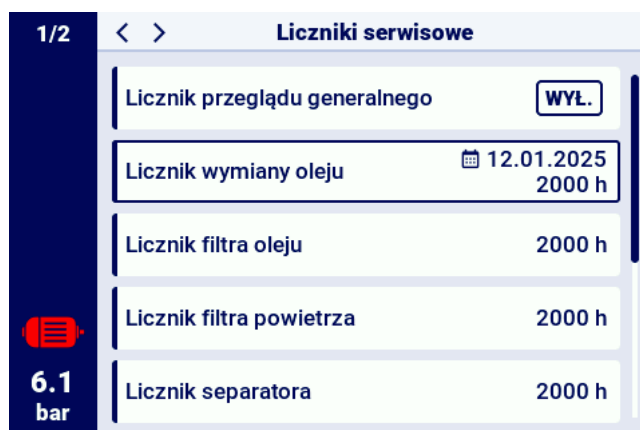 1/2
< > Liczniki serwisowe
Licznik przeglądu generalnego WYŁ.
Licznik wymiany oleju 12.01.2025
2000 h
Licznik filtra oleju 2000 h
Licznik filtra powietrza 2000 h
Licznik separatora 2000 h
6.1
bar